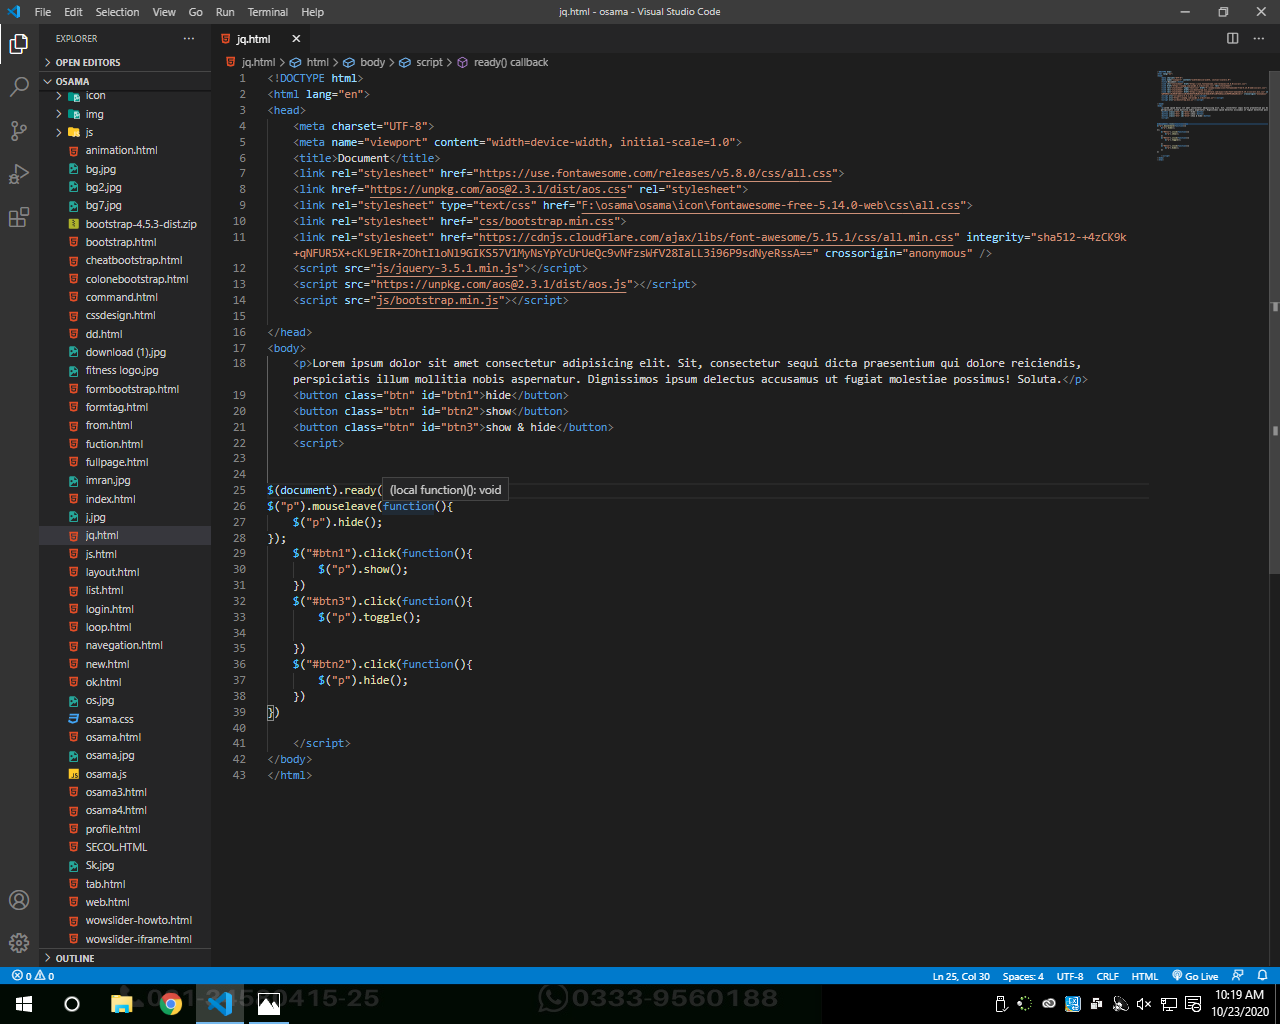 File Edit Selection View Go Run Terminal Help
jq.html - osama - Visual Studio Code
EXPLORER
OPEN EDITORS
OSAMA
icon
img
js
animation.html
bg.jpg
bg2.jpg
bg7.jpg
bootstrap-4.5.3-dist.zip
bootstrap.html
cheatbootstrap.html
colonebootstrap.html
command.html
cssdesign.html
dd.html
download (1).jpg
fitness logo.jpg
formbootstrap.html
formtag.html
from.html
fuction.html
fullpage.html
imran.jpg
index.html
j.jpg
jq.html
js.html
layout.html
list.html
login.html
loop.html
navegation.html
new.html
ok.html
os.jpg
osama.css
osama.html
osama.jpg
osama.js
osama3.html
osama4.html
profile.html
SECOL.HTML
Sk.jpg
tab.html
web.html
wowslider-howto.html
wowslider-iframe.html
OUTLINE
jq.html
jq.html > html > body > script > ready() callback
1 <!DOCTYPE html>
2 <html lang="en">
3 <head>
4 <meta charset="UTF-8">
5 <meta name="viewport" content="width=device-width, initial-scale=1.0">
6 <title>Document</title>
7 <link rel="stylesheet" href="https://use.fontawesome.com/releases/v5.8.0/css/all.css">
8 <link href="https://unpkg.com/aos@2.3.1/dist/aos.css" rel="stylesheet">
9 <link rel="stylesheet" type="text/css" href="F:\osama\osama\icon\fontawesome-free-5.14.0-web\css\all.css">
10 <link rel="stylesheet" href="css/bootstrap.min.css">
11 <link rel="stylesheet" href="https://cdnjs.cloudflare.com/ajax/libs/font-awesome/5.15.1/css/all.min.css" integrity="sha512-+4zCK9k
+qNFUR5X+cKL9EIR+ZOhtIloNl9GIKS57V1MyNsYpYcUrUeQc9vNfzsWfV28IaLL3i96P9sdNyeRssA==" crossorigin="anonymous" />
12 <script src="js/jquery-3.5.1.min.js"></script>
13 <script src="https://unpkg.com/aos@2.3.1/dist/aos.js"></script>
14 <script src="js/bootstrap.min.js"></script>
15
16 </head>
17 <body>
18 <p>Lorem ipsum dolor sit amet consectetur adipisicing elit. Sit, consectetur sequi dicta praesentium qui dolore reiciendis,
perspiciatis illum mollitia nobis aspernatur. Dignissimos ipsum delectus accusamus ut fugiat molestiae possimus! Soluta.</p>
19 <button class="btn" id="btn1">hide</button>
20 <button class="btn" id="btn2">show</button>
21 <button class="btn" id="btn3">show & hide</button>
22 <script>
23
24
25 $(document).ready( (local function)(): void
26 $("p").mouseleave(function(){
27 $("p").hide();
28 });
29 $("#btn1").click(function(){
30 $("p").show();
31 })
32 $("#btn3").click(function(){
33 $("p").toggle();
34
35 })
36 $("#btn2").click(function(){
37 $("p").hide();
38 })
39 })
40
41 </script>
42 </body>
43 </html>
0 0
Ln 25, Col 30 Spaces: 4 UTF-8 CRLF HTML Go Live
0333-9560188
10:19 AM
10/23/2020